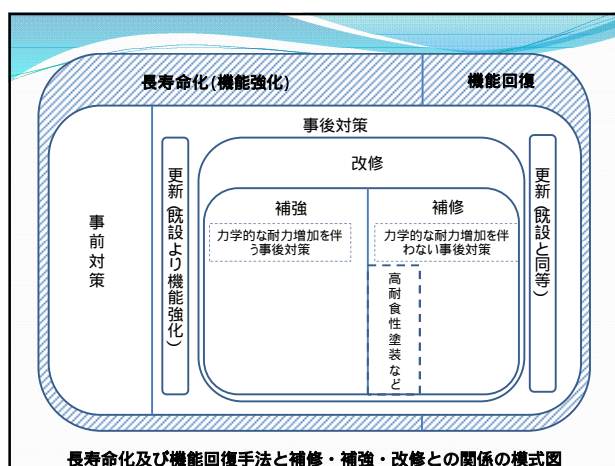 長寿命化(機能強化)
機能回復
事後対策
改修
事前対策
更新(既設より機能強化)
補強
力学的な耐力増加を伴
う事後対策
補修
力学的な耐力増加を伴
わない事後対策
高耐食性塗装など
更新(既設と同等)
長寿命化及び機能回復手法と補修・補強・改修との関係の模式図